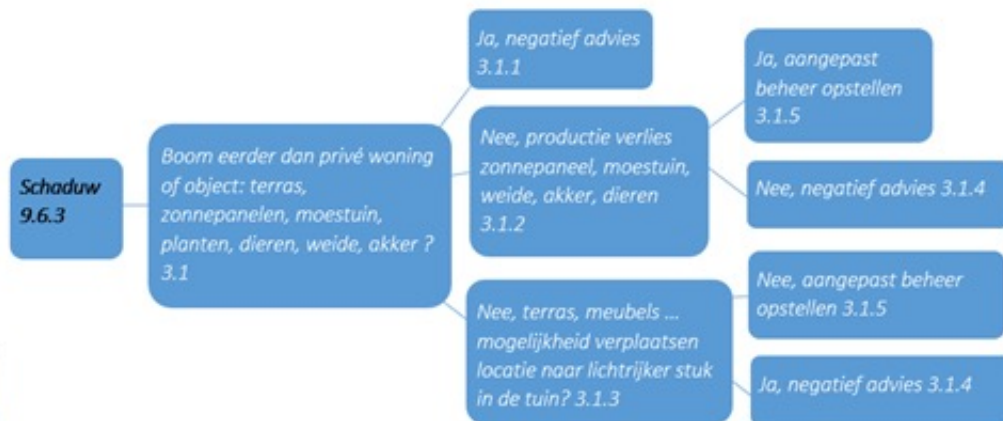 Schaduw
9.6.3
Boom eerder dan privé woning
of object: terras,
zonnepanelen, moestuin,
planten, dieren, weide, akker ?
3.1
Ja, negatief advies
3.1.1
Nee, productie verlies
zonnepaneel, moestuin,
weide, akker, dieren
3.1.2
Ja, aangepast
beheer opstellen
3.1.5
Nee, negatief advies 3.1.4
Nee, terras, meubels ...
mogelijkheid verplaatsen
locatie naar lichtrijker stuk
in de tuin? 3.1.3
Nee, aangepast beheer
opstellen 3.1.5
Ja, negatief advies 3.1.4